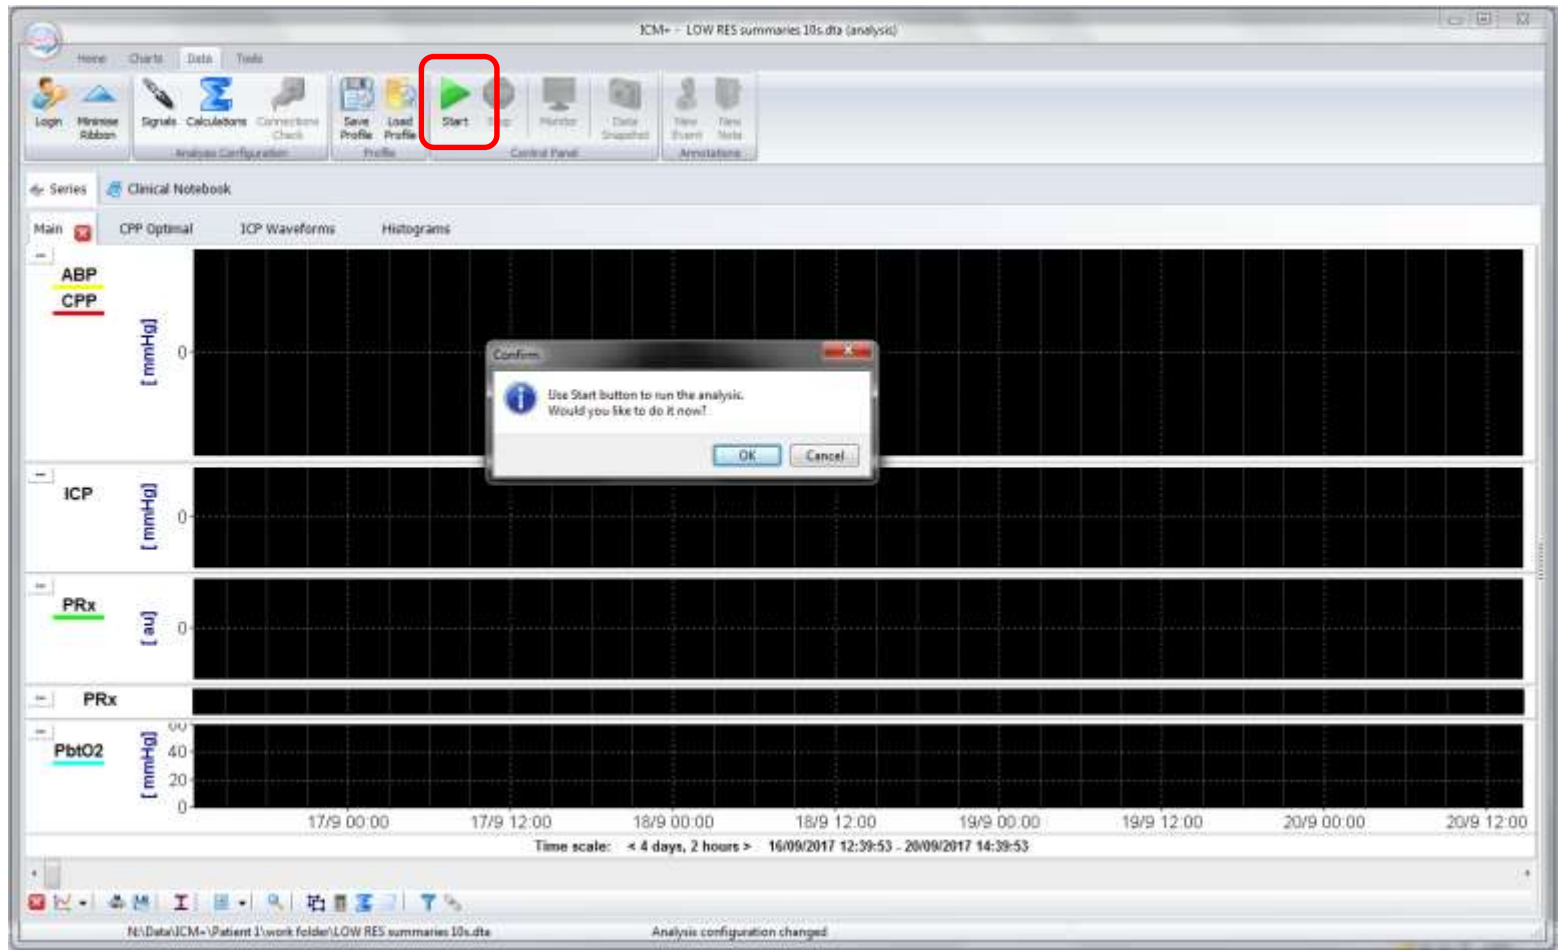 ICM+ - LOW RES summaries 10s.dta (analysis)
Home Charts Data Tools
Login Minimise Ribbon Signals Calculations Connections Check Save Profile Load Profile Start Stop Monitor Data Snapshot New Event New Note
Analysis Configuration Profile Control Panel Annotations
Series Clinical Notebook
Main CPP Optimal ICP Waveforms Histograms
ABP
CPP
[mmHg]
0
Confirm
Use Start button to run the analysis.
Would you like to do it now?
OK Cancel
ICP
[mmHg]
0
PRx
[au]
0
PRx
PbtO2
[mmHg]
60
40
20
0
17/9 00:00 17/9 12:00 18/9 00:00 18/9 12:00 19/9 00:00 19/9 12:00 20/9 00:00 20/9 12:00
Time scale: < 4 days, 2 hours > 16/09/2017 12:39:53 - 20/09/2017 14:39:53
N:\Data\ICM+\Patient 1\work folder\LOW RES summaries 10s.dta Analysis configuration changed